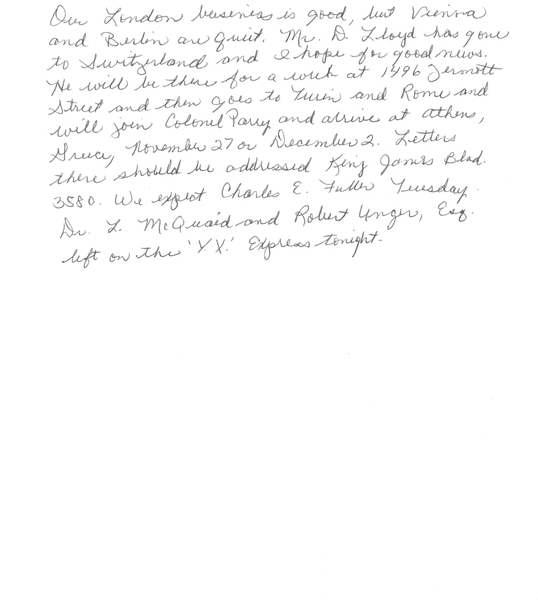 Our London business is good, but Vienna
and Berlin are quiet. Mr. D. Lloyd has gone
to Switzerland and I hope for good news.
He will be there for a week at 1496 Zermott
Street and then goes to Turin and Rome and
will join Colonel Parry and arrive at Athens,
Greece, November 27 or December 2. Letters
there should be addressed King James Blvd.
3580. We expect Charles E. Fuller Tuesday.
Dr. L. McQuaid and Robert Unger, Esq.
left on the 'Y.X.' Express tonight.